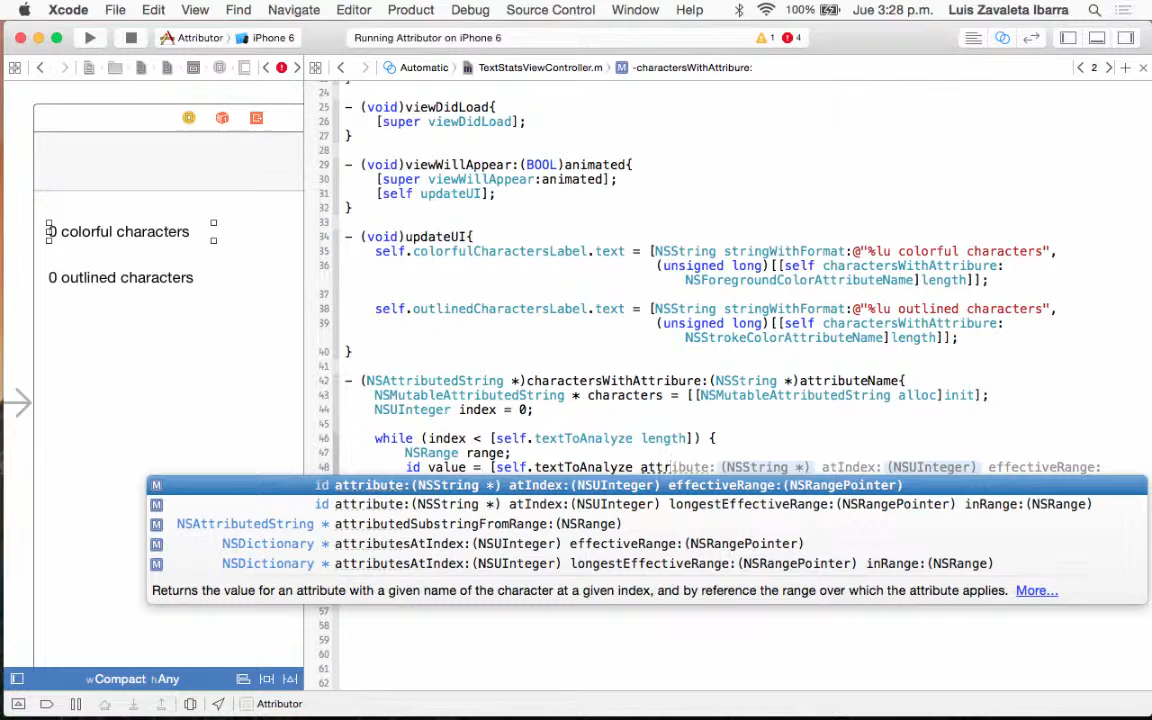 Xcode File Edit View Find Navigate Editor Product Debug Source Control Window Help 100% Jue 3:28 p.m. Luis Zavaleta Ibarra
Attributor iPhone 6 Running Attributor on iPhone 6 1 4
Automatic TextStatsViewController.m M -charactersWithAttribure: 2
24
25 - (void)viewDidLoad{
26 [super viewDidLoad];
27 }
28
29 - (void)viewWillAppear:(BOOL)animated{
30 [super viewWillAppear:animated];
31 [self updateUI];
32 }
33
34 - (void)updateUI{
35 self.colorfulCharactersLabel.text = [NSString stringWithFormat:@"%lu colorful characters",
36 (unsigned long)[[self charactersWithAttribure:
NSForegroundColorAttributeName]length]];
37
38 self.outlinedCharactersLabel.text = [NSString stringWithFormat:@"%lu outlined characters",
39 (unsigned long)[[self charactersWithAttribure:
NSStrokeColorAttributeName]length]];
40 }
41
42 - (NSAttributedString *)charactersWithAttribure:(NSString *)attributeName{
43 NSMutableAttributedString * characters = [[NSMutableAttributedString alloc]init];
44 NSUInteger index = 0;
45
46 while (index < [self.textToAnalyze length]) {
47 NSRange range;
48 id value = [self.textToAnalyze attribute:(NSString *) atIndex:(NSUInteger) effectiveRange:
M id attribute:(NSString *) atIndex:(NSUInteger) effectiveRange:(NSRangePointer)
M id attribute:(NSString *) atIndex:(NSUInteger) longestEffectiveRange:(NSRangePointer) inRange:(NSRange)
M NSAttributedString * attributedSubstringFromRange:(NSRange)
M NSDictionary * attributesAtIndex:(NSUInteger) effectiveRange:(NSRangePointer)
M NSDictionary * attributesAtIndex:(NSUInteger) longestEffectiveRange:(NSRangePointer) inRange:(NSRange)
Returns the value for an attribute with a given name of the character at a given index, and by reference the range over which the attribute applies. More...
57
58
59
60
61
62
0 colorful characters
0 outlined characters
wCompact hAny
Attributor